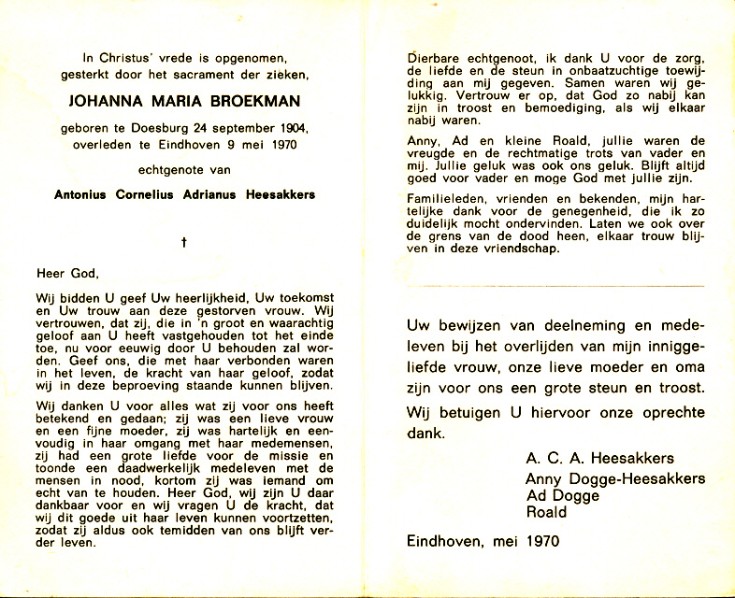 In Christus' vrede is opgenomen,
gesterkt door het sacrament der zieken,
JOHANNA MARIA BROEKMAN
geboren te Doesburg 24 september 1904,
overleden te Eindhoven 9 mei 1970
echtgenote van
Antonius Cornelius Adrianus Heesakkers
†
Heer God,
Wij bidden U geef Uw heerlijkheid, Uw toekomst
en Uw trouw aan deze gestorven vrouw. Wij
vertrouwen, dat zij, die in 'n groot en waarachtig
geloof aan U heeft vastgehouden tot het einde
toe, nu voor eeuwig door U behouden zal wor-
den. Geef ons, die met haar verbonden waren
in het leven, de kracht van haar geloof, zodat
wij in deze beproeving staande kunnen blijven.
Wij danken U voor alles wat zij voor ons heeft
betekend en gedaan; zij was een lieve vrouw
en een fijne moeder, zij was hartelijk en een-
voudig in haar omgang met haar medemensen,
zij had een grote liefde voor de missie en
toonde een daadwerkelijk medeleven met de
mensen in nood, kortom zij was iemand om
echt van te houden. Heer God, wij zijn U daar
dankbaar voor en wij vragen U de kracht, dat
wij dit goede uit haar leven kunnen voortzetten,
zodat zij aldus ook temidden van ons blijft ver-
der leven.
Dierbare echtgenoot, ik dank U voor de zorg,
de liefde en de steun in onbaatzuchtige toewij-
ding aan mij gegeven. Samen waren wij ge-
lukkig. Vertrouw er op, dat God zo nabij kan
zijn in troost en bemoediging, als wij elkaar
nabij waren.
Anny, Ad en kleine Roald, jullie waren de
vreugde en de rechtmatige trots van vader en
mij. Jullie geluk was ook ons geluk. Blijft altijd
goed voor vader en moge God met jullie zijn.
Familieleden, vrienden en bekenden, mijn har-
telijke dank voor de genegenheid, die ik zo
duidelijk mocht ondervinden. Laten we ook over
de grens van de dood heen, elkaar trouw blij-
ven in deze vriendschap.
Uw bewijzen van deelneming en mede-
leven bij het overlijden van mijn innigge-
liefde vrouw, onze lieve moeder en oma
zijn voor ons een grote steun en troost.
Wij betuigen U hiervoor onze oprechte
dank.
A. C. A. Heesakkers
Anny Dogge-Heesakkers
Ad Dogge
Roald
Eindhoven, mei 1970